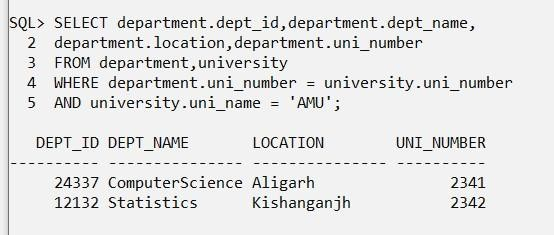 SQL> SELECT department.dept_id,department.dept_name,
2 department.location,department.uni_number
3 FROM department,university
4 WHERE department.uni_number = university.uni_number
5 AND university.uni_name = 'AMU';
DEPT_ID DEPT_NAME LOCATION UNI_NUMBER
---------- --------------- --------------- ----------
24337 ComputerScience Aligarh 2341
12132 Statistics Kishanganjh 2342